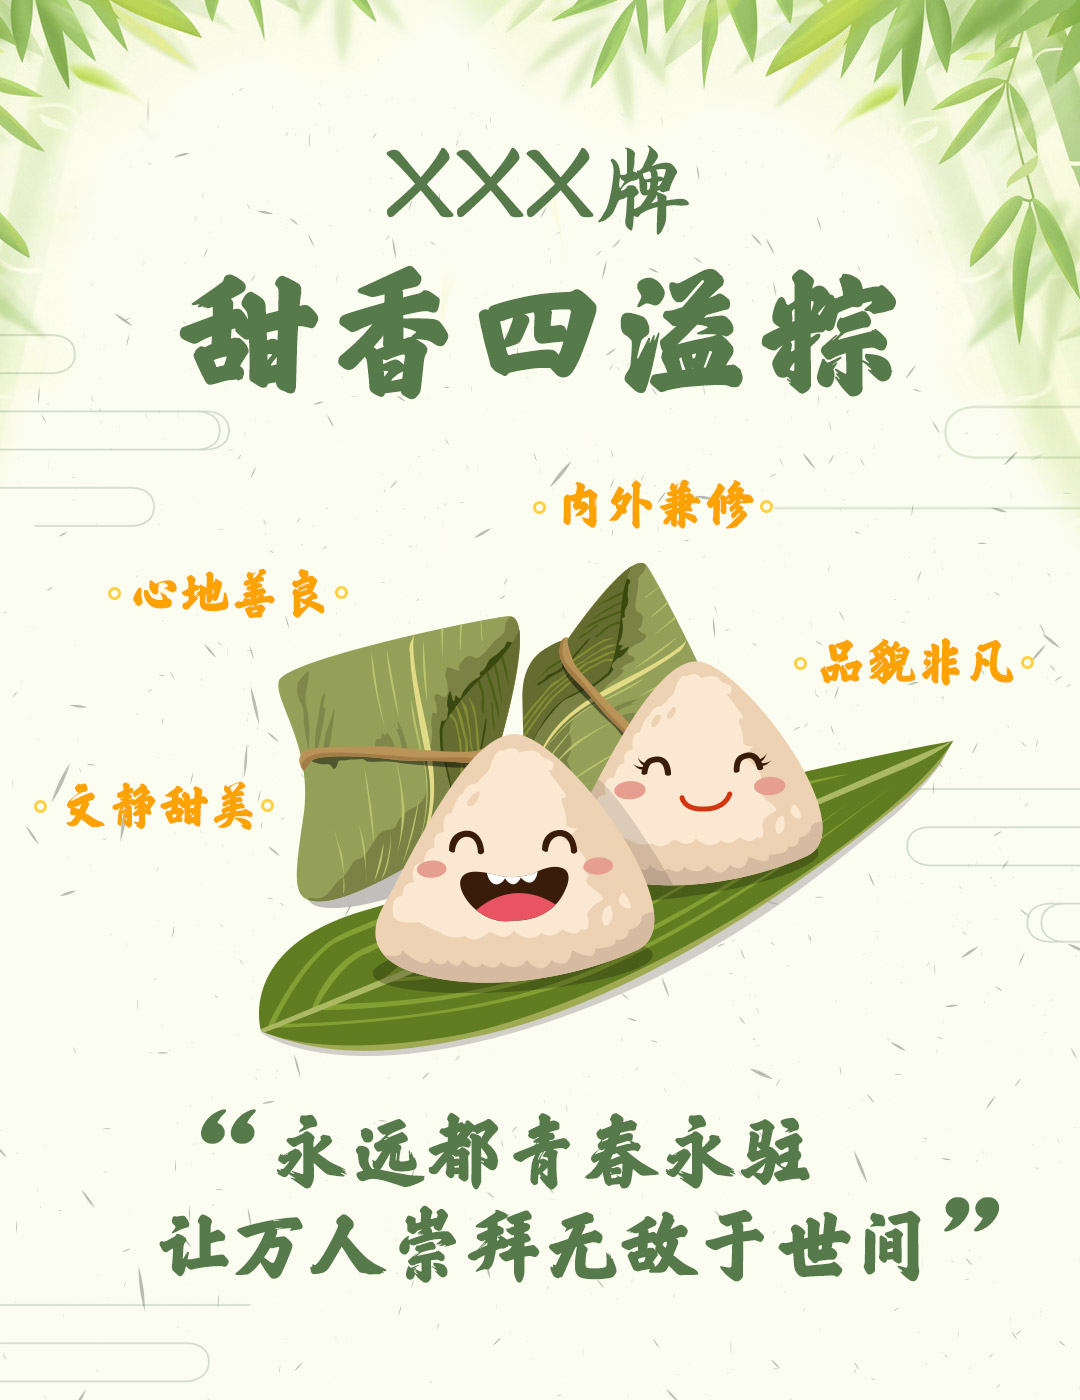 XXX牌
甜香四溢粽
内外兼修
心地善良
品貌非凡
文静甜美
“永远都青春永驻
让万人崇拜无敌于世间”